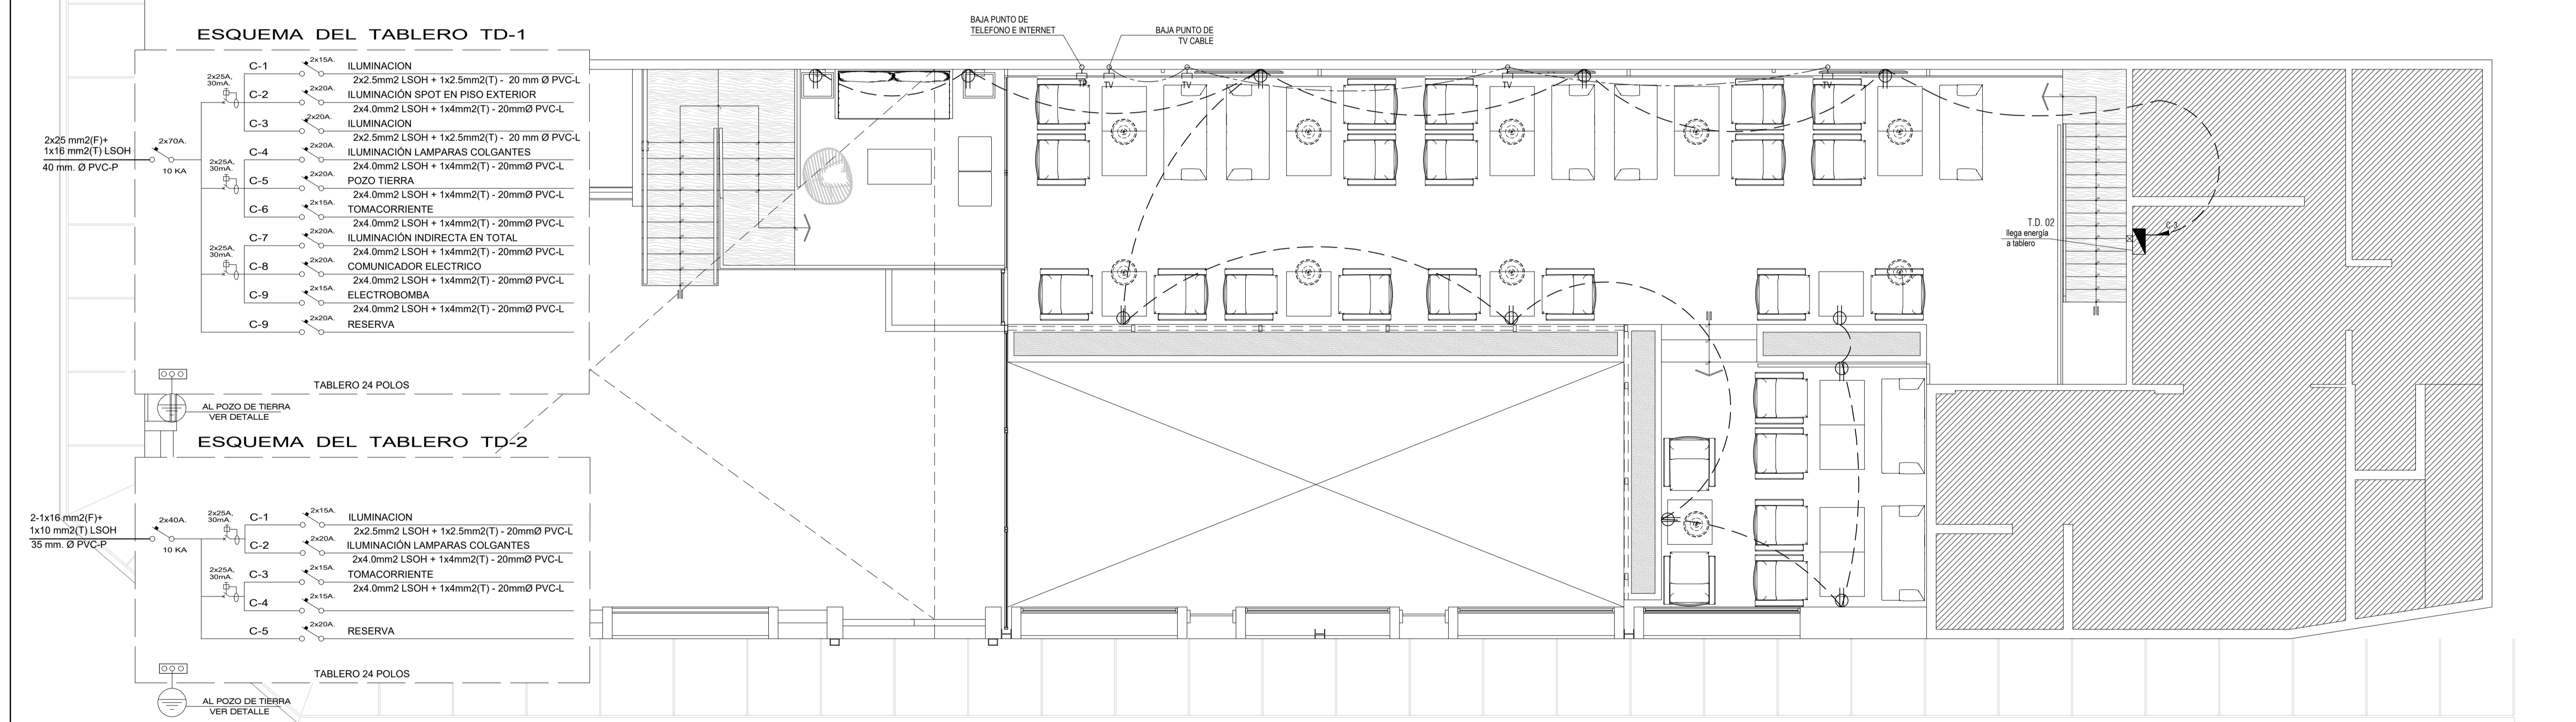 ESQUEMA DEL TABLERO TD-1
2x25 mm2(F)+
1x16 mm2(T) LSOH
40 mm. Ø PVC-P
2x70A.
10 KA
2x25A,
30mA.
C-1 2x15A. ILUMINACION
2x2.5mm2 LSOH + 1x2.5mm2(T) - 20 mm Ø PVC-L
C-2 2x20A. ILUMINACIÓN SPOT EN PISO EXTERIOR
2x4.0mm2 LSOH + 1x4mm2(T) - 20mmØ PVC-L
C-3 2x20A. ILUMINACION
2x2.5mm2 LSOH + 1x2.5mm2(T) - 20 mm Ø PVC-L
2x25A,
30mA.
C-4 2x20A. ILUMINACIÓN LAMPARAS COLGANTES
2x4.0mm2 LSOH + 1x4mm2(T) - 20mmØ PVC-L
C-5 2x20A. POZO TIERRA
2x4.0mm2 LSOH + 1x4mm2(T) - 20mmØ PVC-L
C-6 2x15A. TOMACORRIENTE
2x4.0mm2 LSOH + 1x4mm2(T) - 20mmØ PVC-L
2x25A,
30mA.
C-7 2x20A. ILUMINACIÓN INDIRECTA EN TOTAL
2x4.0mm2 LSOH + 1x4mm2(T) - 20mmØ PVC-L
C-8 2x20A. COMUNICADOR ELECTRICO
2x4.0mm2 LSOH + 1x4mm2(T) - 20mmØ PVC-L
C-9 2x15A. ELECTROBOMBA
2x4.0mm2 LSOH + 1x4mm2(T) - 20mmØ PVC-L
C-9 2x20A. RESERVA
TABLERO 24 POLOS
AL POZO DE TIERRA
VER DETALLE
ESQUEMA DEL TABLERO TD-2
2-1x16 mm2(F)+
1x10 mm2(T) LSOH
35 mm. Ø PVC-P
2x40A.
10 KA
2x25A,
30mA.
C-1 2x15A. ILUMINACION
2x2.5mm2 LSOH + 1x2.5mm2(T) - 20mmØ PVC-L
C-2 2x20A. ILUMINACIÓN LAMPARAS COLGANTES
2x4.0mm2 LSOH + 1x4mm2(T) - 20mmØ PVC-L
2x25A,
30mA.
C-3 2x15A. TOMACORRIENTE
2x4.0mm2 LSOH + 1x4mm2(T) - 20mmØ PVC-L
C-4 2x15A.
C-5 2x20A. RESERVA
TABLERO 24 POLOS
AL POZO DE TIERRA
VER DETALLE
BAJA PUNTO DE
TELEFONO E INTERNET
BAJA PUNTO DE
TV CABLE
TP
TV
TV
TV
TV
T.D. 02
llega energía
a tablero
C-3